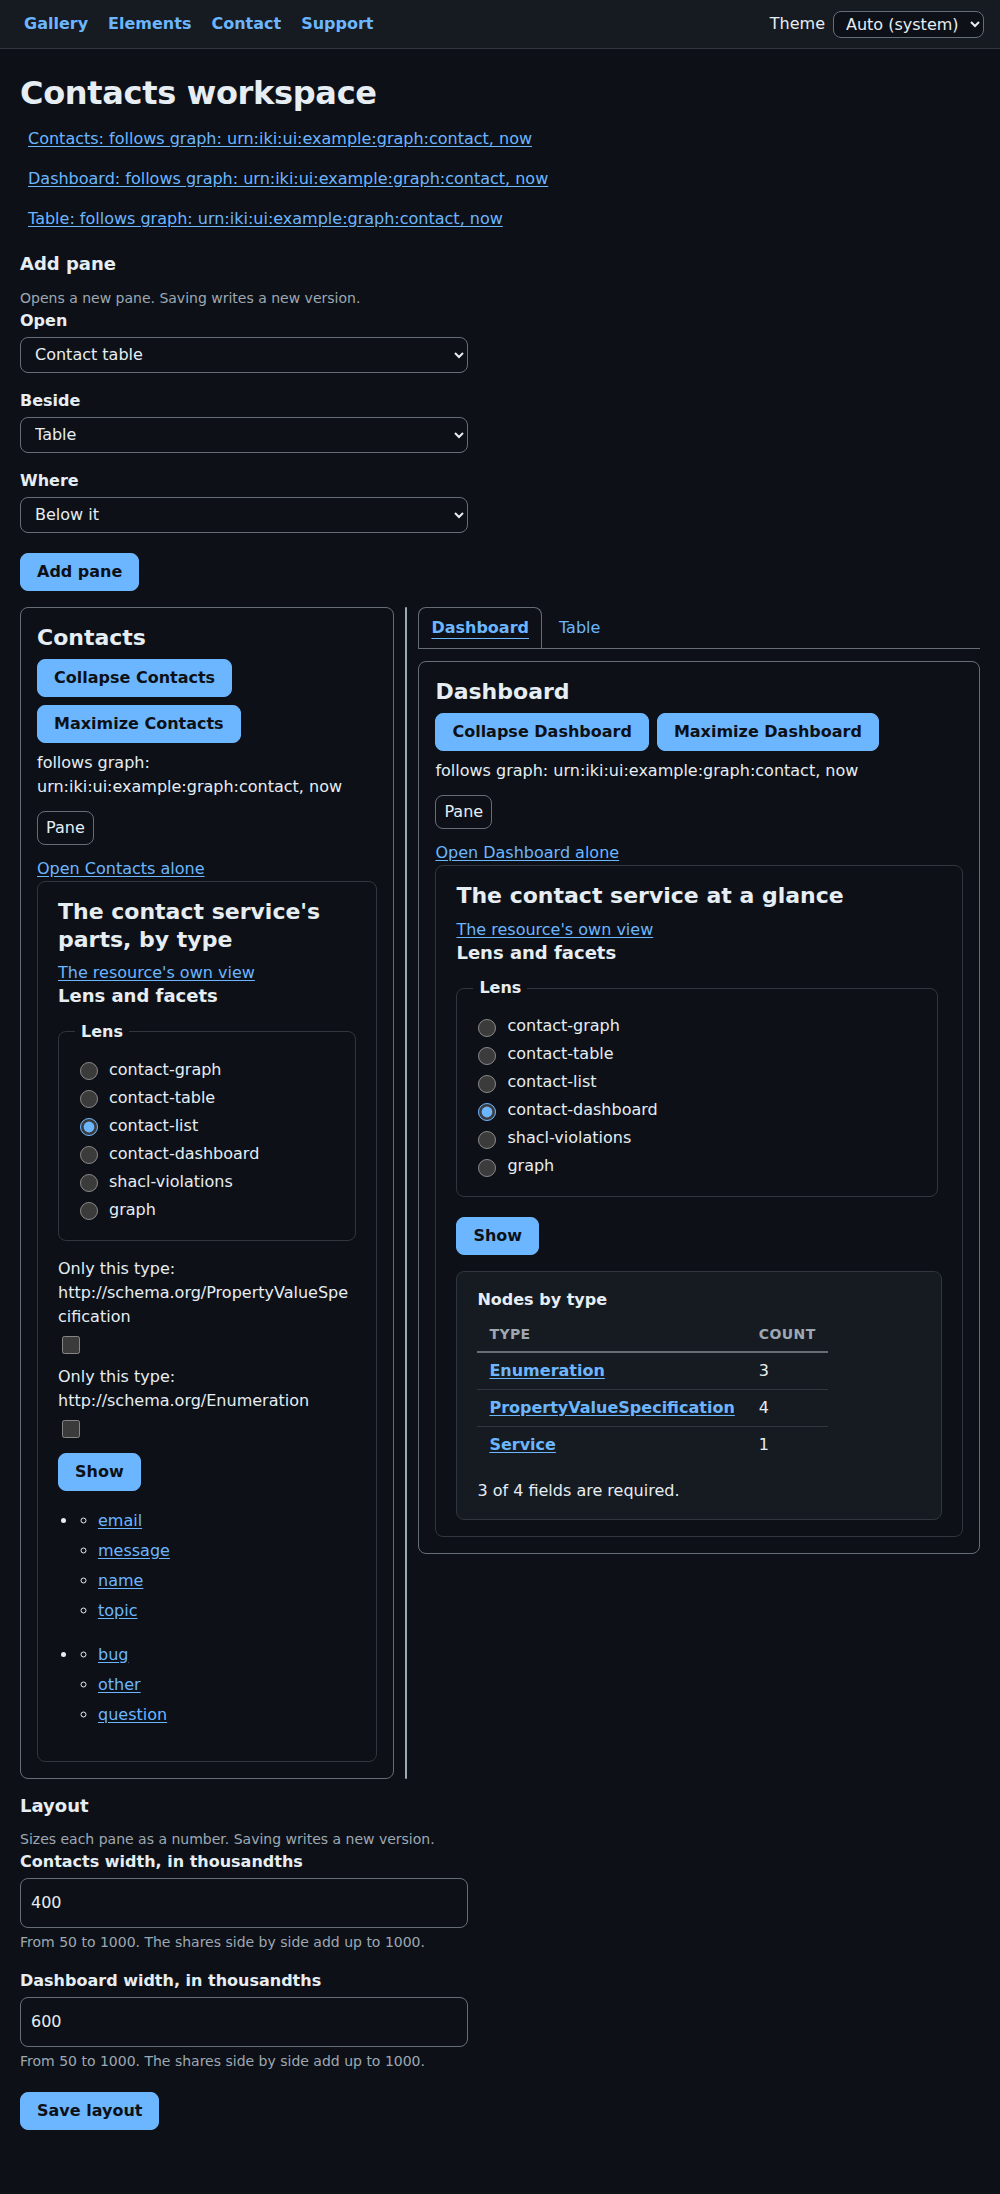 Gallery Elements Contact Support Theme Auto (system)
Contacts workspace
Contacts: follows graph: urn:iki:ui:example:graph:contact, now
Dashboard: follows graph: urn:iki:ui:example:graph:contact, now
Table: follows graph: urn:iki:ui:example:graph:contact, now
Add pane
Opens a new pane. Saving writes a new version.
Open
Contact table
Beside
Table
Where
Below it
Add pane
Contacts
Collapse Contacts
Maximize Contacts
follows graph:
urn:iki:ui:example:graph:contact, now
Pane
Open Contacts alone
The contact service's
parts, by type
The resource's own view
Lens and facets
Lens
contact-graph
contact-table
contact-list
contact-dashboard
shacl-violations
graph
Only this type:
http://schema.org/PropertyValueSpe
cification
Only this type:
http://schema.org/Enumeration
Show
email
message
name
topic
bug
other
question
Dashboard Table
Dashboard
Collapse Dashboard Maximize Dashboard
follows graph: urn:iki:ui:example:graph:contact, now
Pane
Open Dashboard alone
The contact service at a glance
The resource's own view
Lens and facets
Lens
contact-graph
contact-table
contact-list
contact-dashboard
shacl-violations
graph
Show
Nodes by type
TYPE COUNT
Enumeration 3
PropertyValueSpecification 4
Service 1
3 of 4 fields are required.
Layout
Sizes each pane as a number. Saving writes a new version.
Contacts width, in thousandths
400
From 50 to 1000. The shares side by side add up to 1000.
Dashboard width, in thousandths
600
From 50 to 1000. The shares side by side add up to 1000.
Save layout